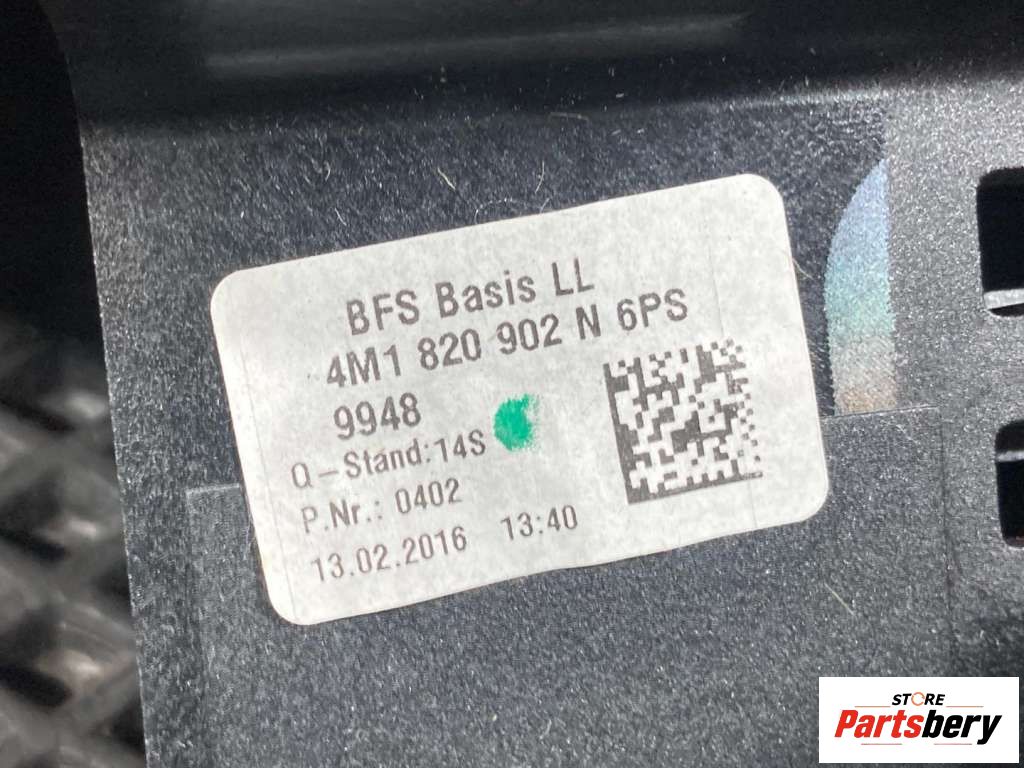 BFS Basis LL
4M1 820 902 N 6PS
9948
Q-Stand: 14S
P.Nr.: 0402
13.02.2016 13:40
STORE
Partsbery